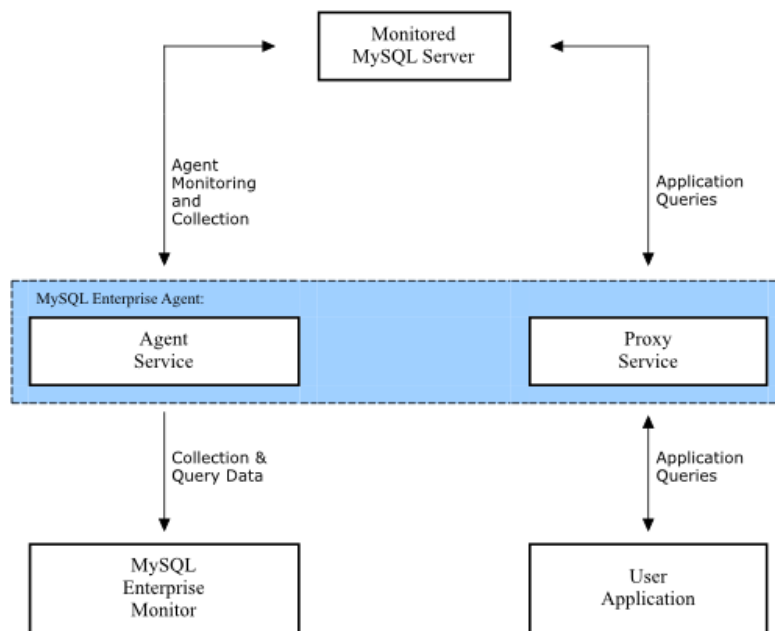 Monitored
MySQL Server
Agent
Monitoring
and
Collection
Application
Queries
MySQL Enterprise Agent:
Agent
Service
Proxy
Service
Collection &
Query Data
Application
Queries
MySQL
Enterprise
Monitor
User
Application